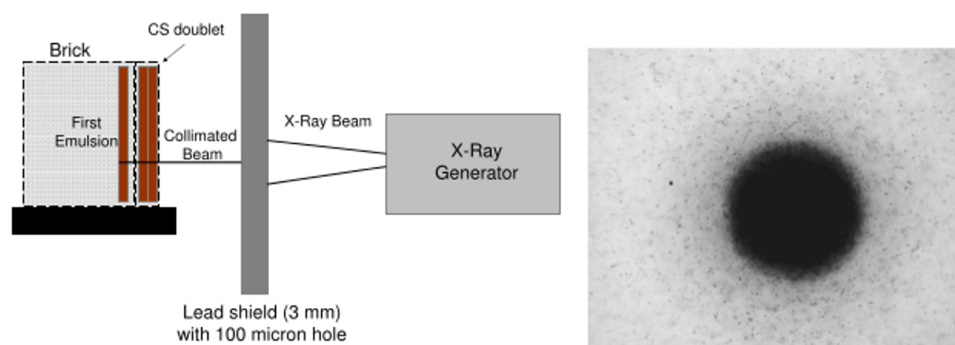 CS doublet
Brick
First
Emulsion
Collimated
Beam
X-Ray Beam
X-Ray
Generator
Lead shield (3 mm)
with 100 micron hole